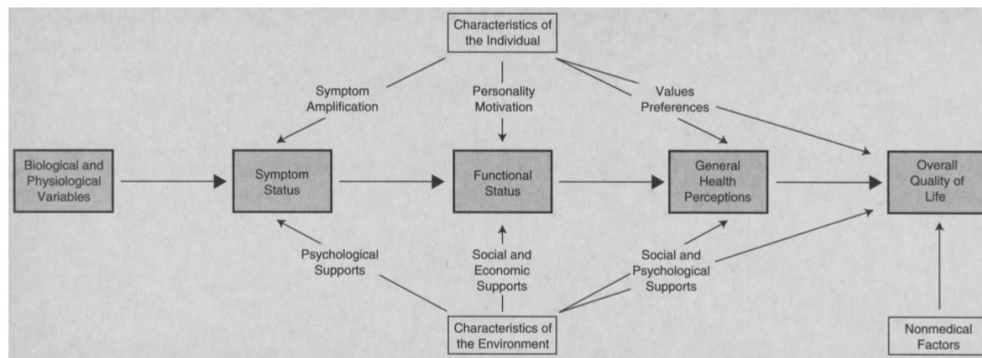 Characteristics of
the Individual
Symptom
Amplification
Personality
Motivation
Values
Preferences
Biological and
Physiological
Variables
Symptom
Status
Functional
Status
General
Health
Perceptions
Overall
Quality of
Life
Psychological
Supports
Social and
Economic
Supports
Social and
Psychological
Supports
Characteristics of
the Environment
Nonmedical
Factors